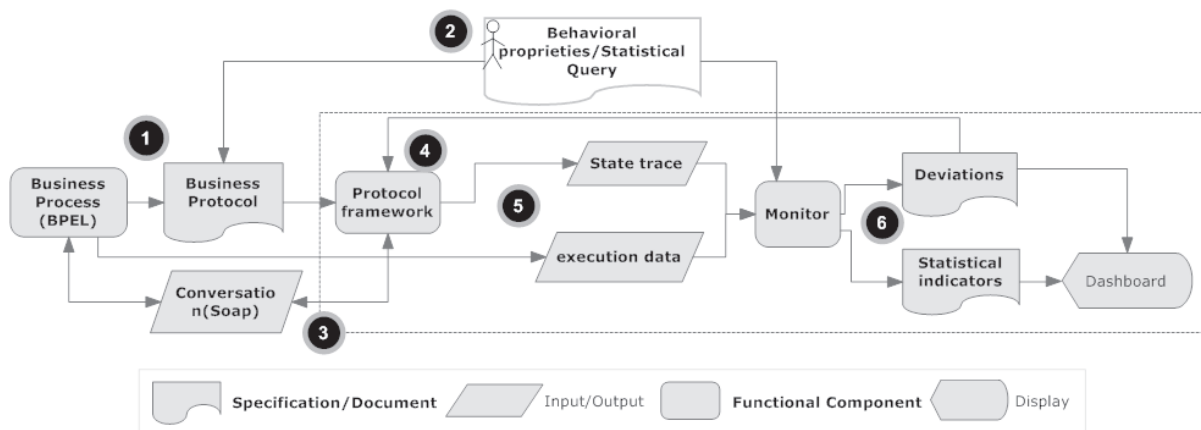 2
Behavioral
proprieties/Statistical
Query
1
4
Business
Process
(BPEL)
Business
Protocol
Protocol
framework
State trace
5
execution data
Monitor
6
Deviations
Statistical
indicators
Dashboard
Conversatio
n(Soap)
3
Specification/Document
Input/Output
Functional Component
Display